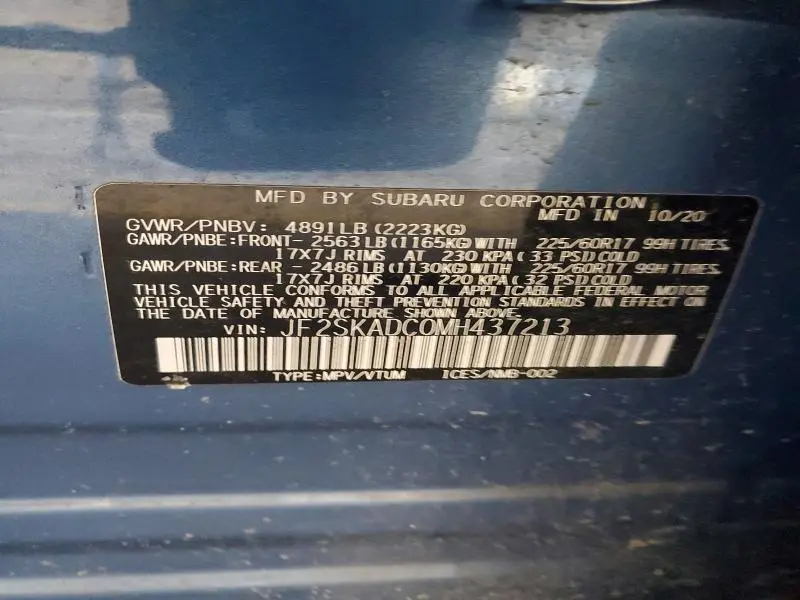 MFD BY SUBARU CORPORATION
MFD IN 10/20
GVWR/PNBV: 4891LB(2223KG)
GAWR/PNBE:FRONT- 2563LB(1165KG)WITH 225/60R17 99H TIRES,
17X7J RIMS AT 230 KPA(33 PSI)COLD
GAWR/PNBE:REAR -2486LB(1130KG)WITH 225/60R17 99H TIRES,
17X7J RIMS AT 220 KPA(32 PSI)COLD
THIS VEHICLE CONFORMS TO ALL APPLICABLE FEDERAL MOTOR
VEHICLE SAFETY AND THEFT PREVENTION STANDARDS IN EFFECT ON
THE DATE OF MANUFACTURE SHOWN ABOVE.
VIN: JF2SKADC0MH437213
TYPE:MPV/VTUM ICES/NMB-002